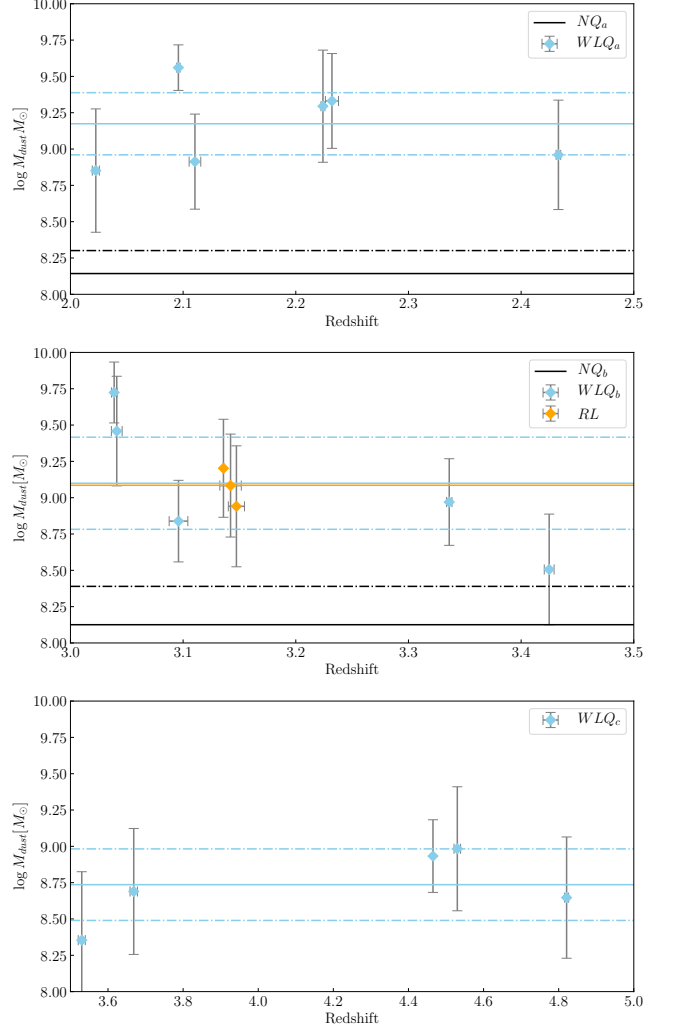 10.00
9.75
9.50
9.25
9.00
8.75
8.50
8.25
8.00
log M_dust M_⊙]
2.0 2.1 2.2 2.3 2.4 2.5
Redshift
NQ_a
WLQ_a
10.00
9.75
9.50
9.25
9.00
8.75
8.50
8.25
8.00
log M_dust[M_⊙]
3.0 3.1 3.2 3.3 3.4 3.5
Redshift
NQ_b
WLQ_b
RL
10.00
9.75
9.50
9.25
9.00
8.75
8.50
8.25
8.00
log M_dust[M_⊙]
3.6 3.8 4.0 4.2 4.4 4.6 4.8 5.0
Redshift
WLQ_c